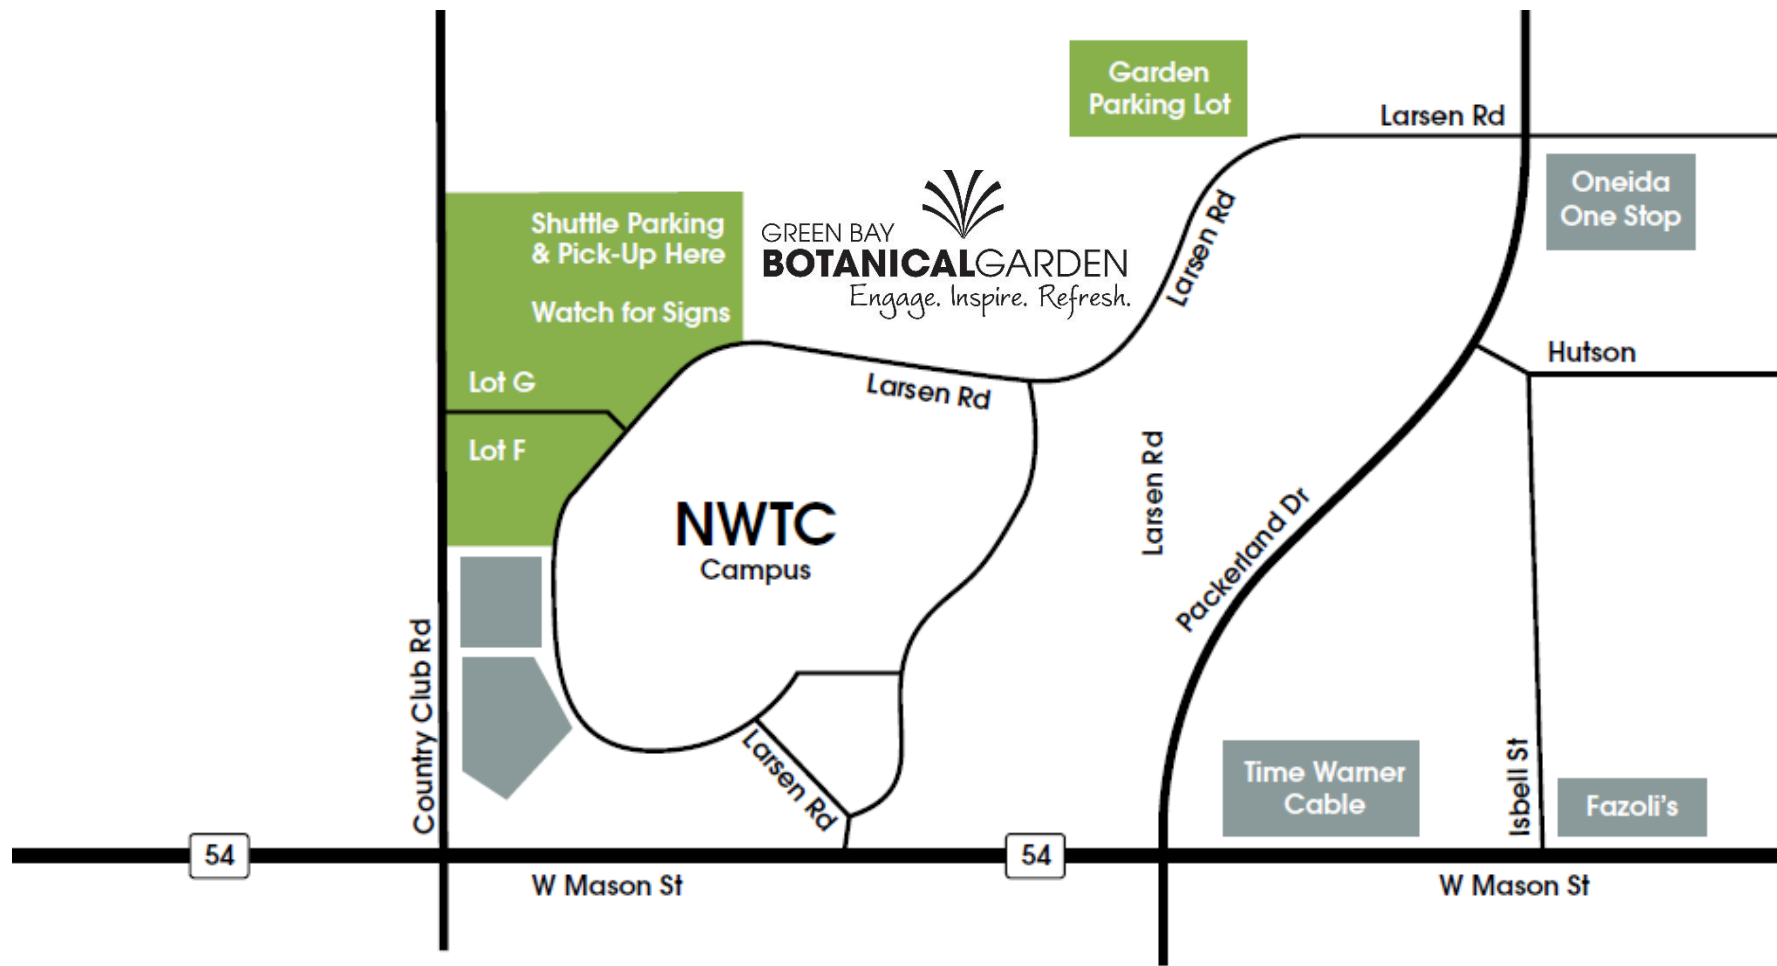 Garden
Parking Lot
Larsen Rd
Oneida
One Stop
Shuttle Parking
& Pick-Up Here
Watch for Signs
GREEN BAY
BOTANICALGARDEN
Engage. Inspire. Refresh.
Larsen Rd
Hutson
Lot G
Larsen Rd
Lot F
Larsen Rd
NWTC
Campus
Packerland Dr
Country Club Rd
Larsen Rd
Time Warner
Cable
Isbell St
Fazoli's
54
54
W Mason St
W Mason St